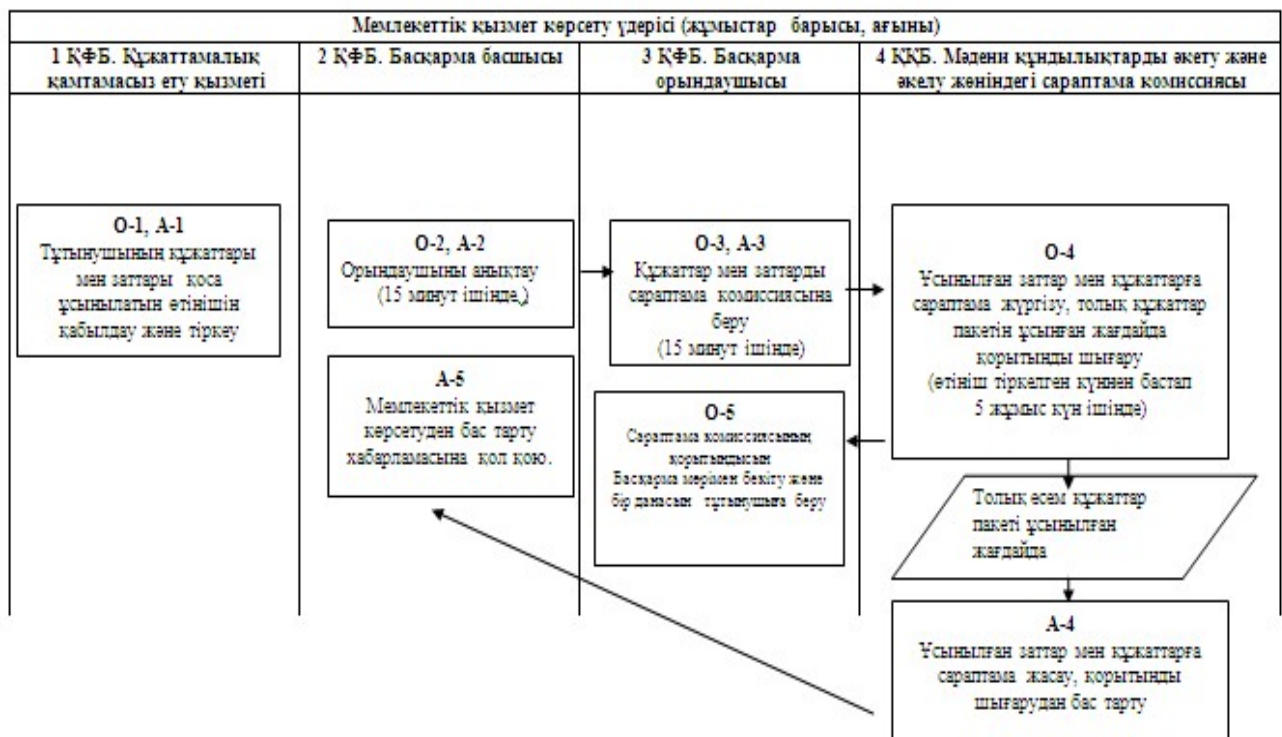 Мемлекеттік қызмет көрсету үдерісі (жұмыстар барысы, ағыны)
1 ҚФБ. Құжаттамалық
қамтамасыз ету қызметі
2 ҚФБ. Басқарма басшысы
3 ҚФБ. Басқарма
орындаушысы
4 ҚҚБ. Мәдени құндылықтарды әкету және
әкелу жөніндегі сараптама комиссиясы
О-1, А-1
Тұтынушының құжаттары
мен заттары қоса
ұсынылатын өтінішін
қабылдау және тіркеу
О-2, А-2
Орындаушыны анықтау
(15 минут ішінде,)
О-3, А-3
Құжаттар мен заттарды
сараптама комиссиясына
беру
(15 минут ішінде)
О-4
Ұсынылған заттар мен құжаттарға
сараптама жүргізу, толық құжаттар
пакетін ұсынған жағдайда
қорытынды шығару
(өтініш тіркелген күннен бастап
5 жұмыс күн ішінде)
А-5
Мемлекеттік қызмет
көрсетуден бас тарту
хабарламасына қол қою.
О-5
Сараптама комиссиясының
қорытындысын
Басқарма мөрімен бекіту және
бір данасын тұтынушыға беру
Толық есем құжаттар
пакеті ұсынылған
жағдайда
А-4
Ұсынылған заттар мен құжаттарға
сараптама жасау, қорытынды
шығарудан бас тарту